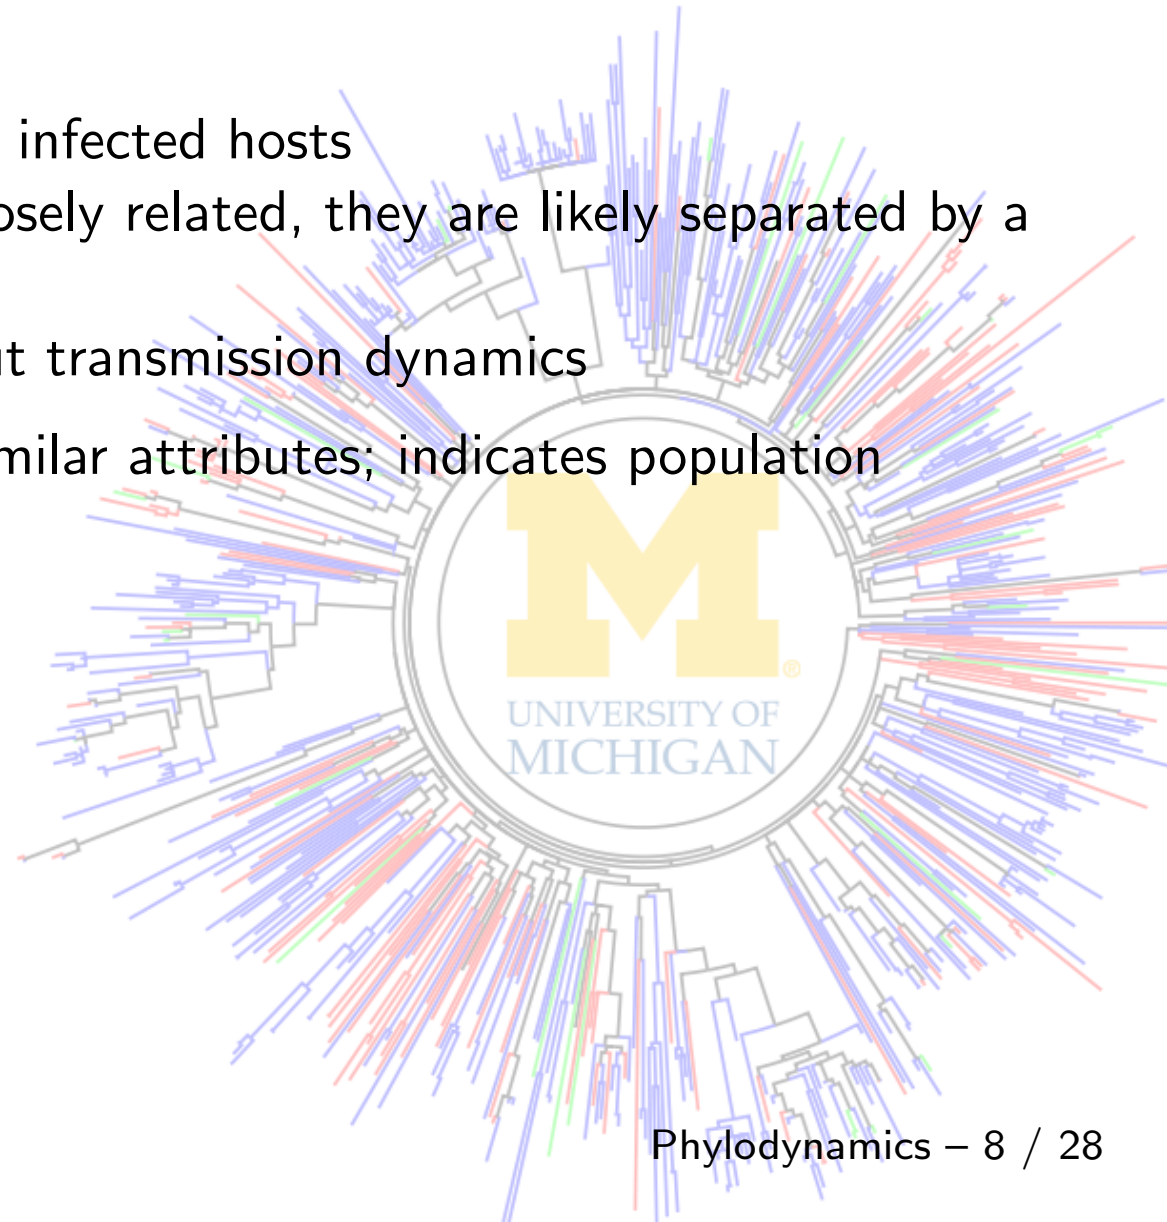 infected hosts
osely related, they are likely separated by a
ut transmission dynamics
milar attributes; indicates population
M
®
UNIVERSITY OF
MICHIGAN
Phylodynamics – 8 / 28